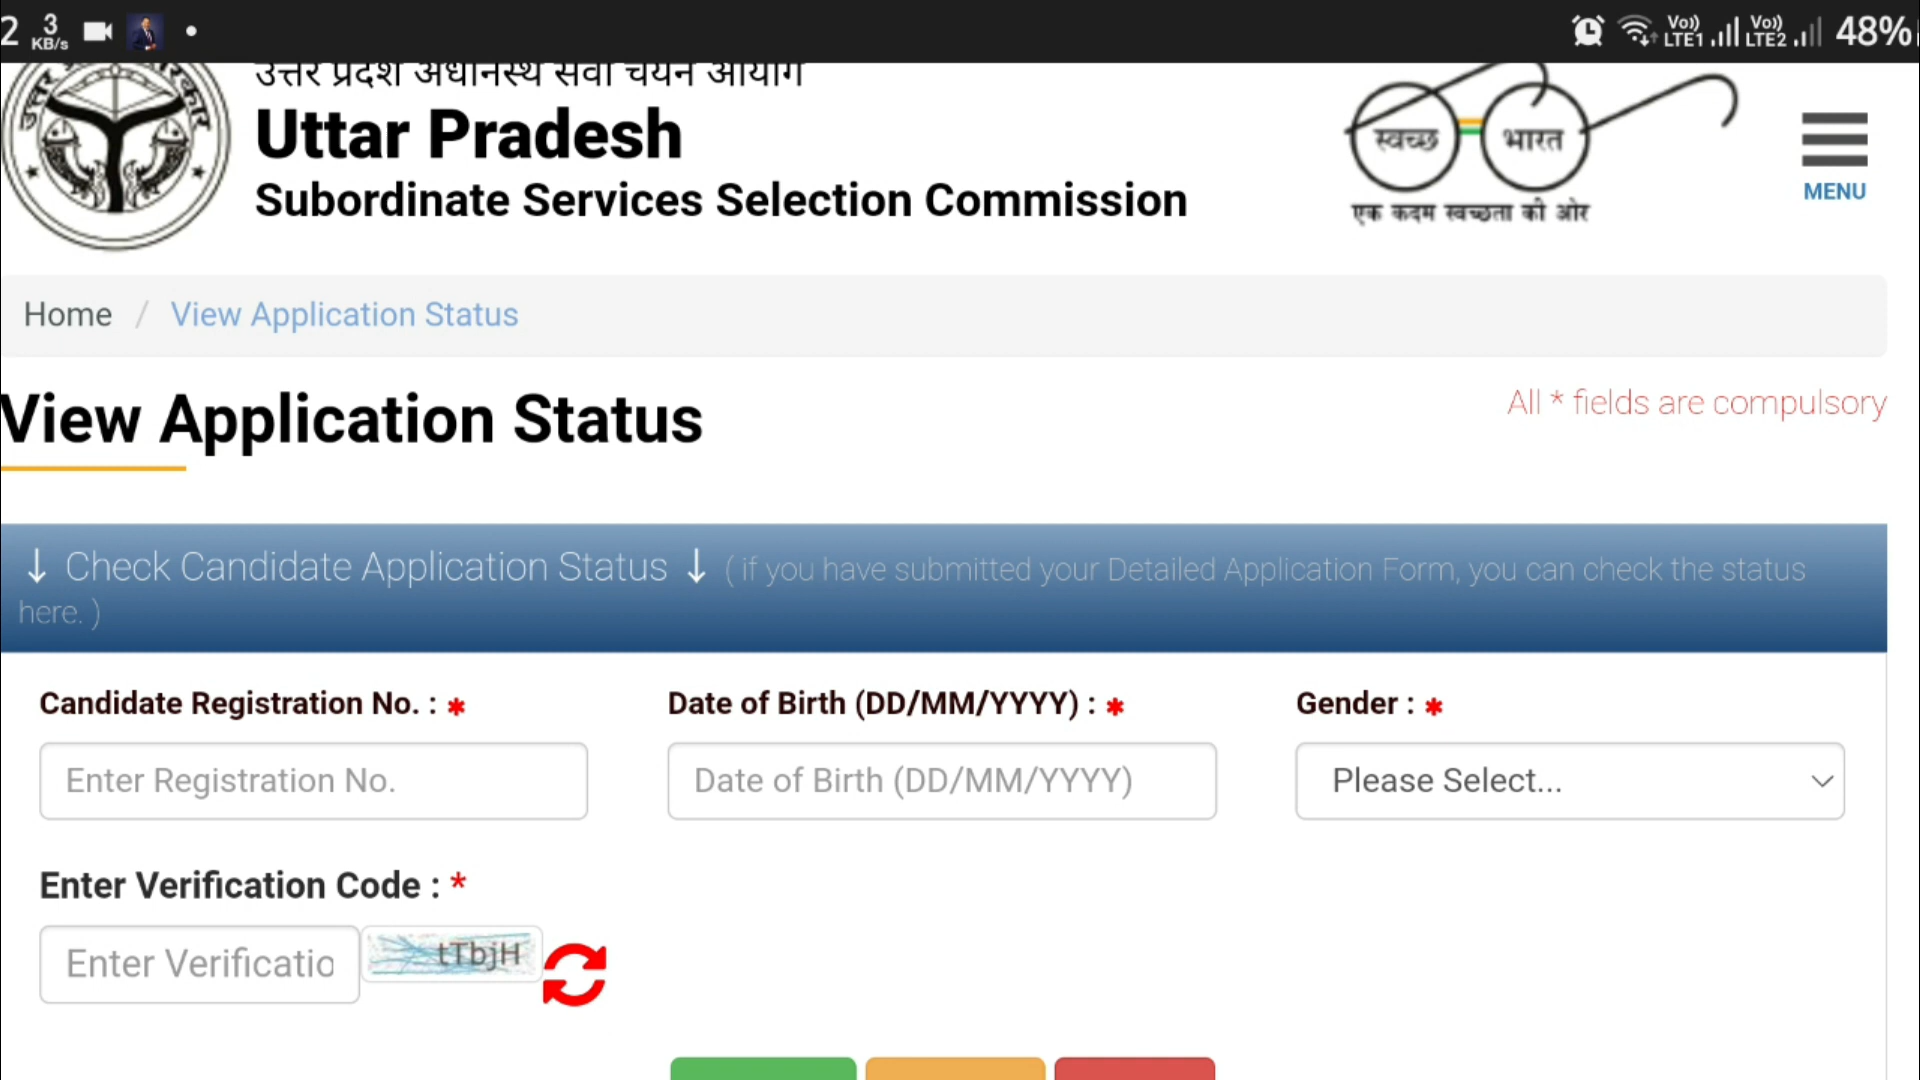 2 3 KB/s Vo)) LTE1 Vo)) LTE2 48%
उत्तर प्रदेश अधीनस्थ सेवा चयन आयोग
Uttar Pradesh
Subordinate Services Selection Commission
स्वच्छ भारत
एक कदम स्वच्छता की ओर
MENU
Home / View Application Status
View Application Status
All * fields are compulsory
↓ Check Candidate Application Status ↓ ( if you have submitted your Detailed Application Form, you can check the status
here. )
Candidate Registration No. : * Date of Birth (DD/MM/YYYY) : * Gender : *
Enter Registration No. Date of Birth (DD/MM/YYYY) Please Select...
Enter Verification Code : *
Enter Verificatio tTbjH